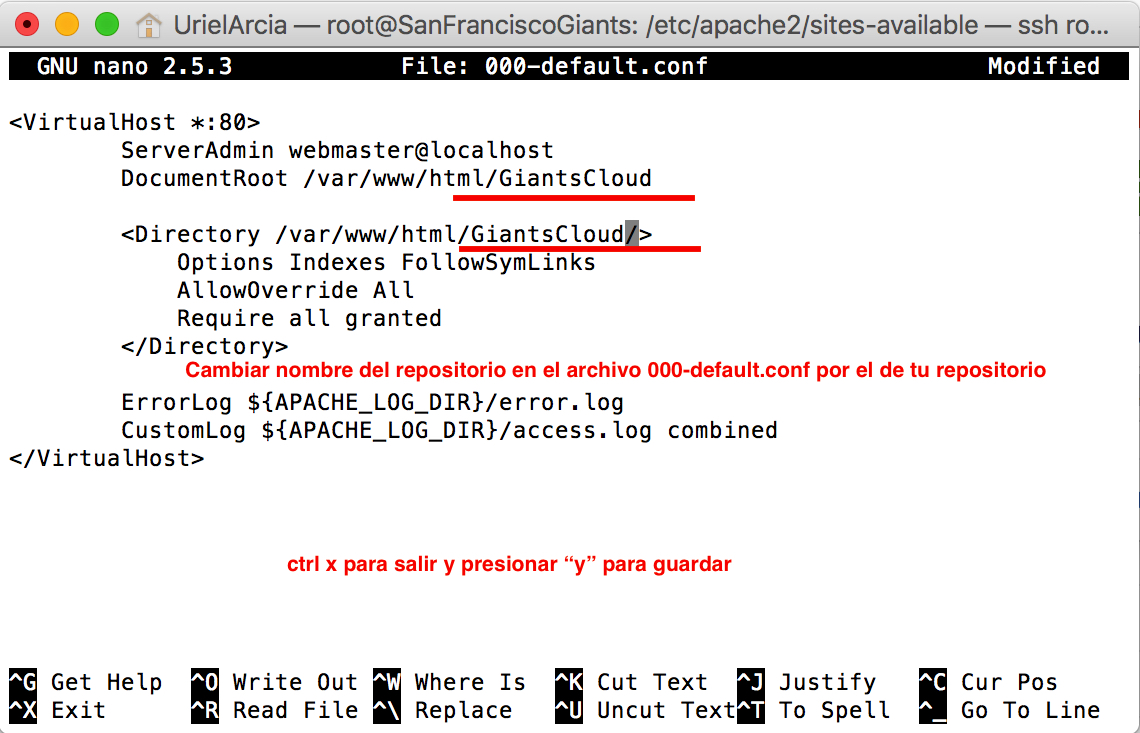 UrielArcia — root@SanFranciscoGiants: /etc/apache2/sites-available — ssh ro...
GNU nano 2.5.3 File: 000-default.conf Modified
<VirtualHost *:80>
ServerAdmin webmaster@localhost
DocumentRoot /var/www/html/GiantsCloud
<Directory /var/www/html/GiantsCloud/>
Options Indexes FollowSymLinks
AllowOverride All
Require all granted
</Directory>
Cambiar nombre del repositorio en el archivo 000-default.conf por el de tu repositorio
ErrorLog ${APACHE_LOG_DIR}/error.log
CustomLog ${APACHE_LOG_DIR}/access.log combined
</VirtualHost>
ctrl x para salir y presionar “y” para guardar
^G Get Help ^O Write Out ^W Where Is ^K Cut Text ^J Justify ^C Cur Pos
^X Exit ^R Read File ^\ Replace ^U Uncut Text ^T To Spell ^_ Go To Line